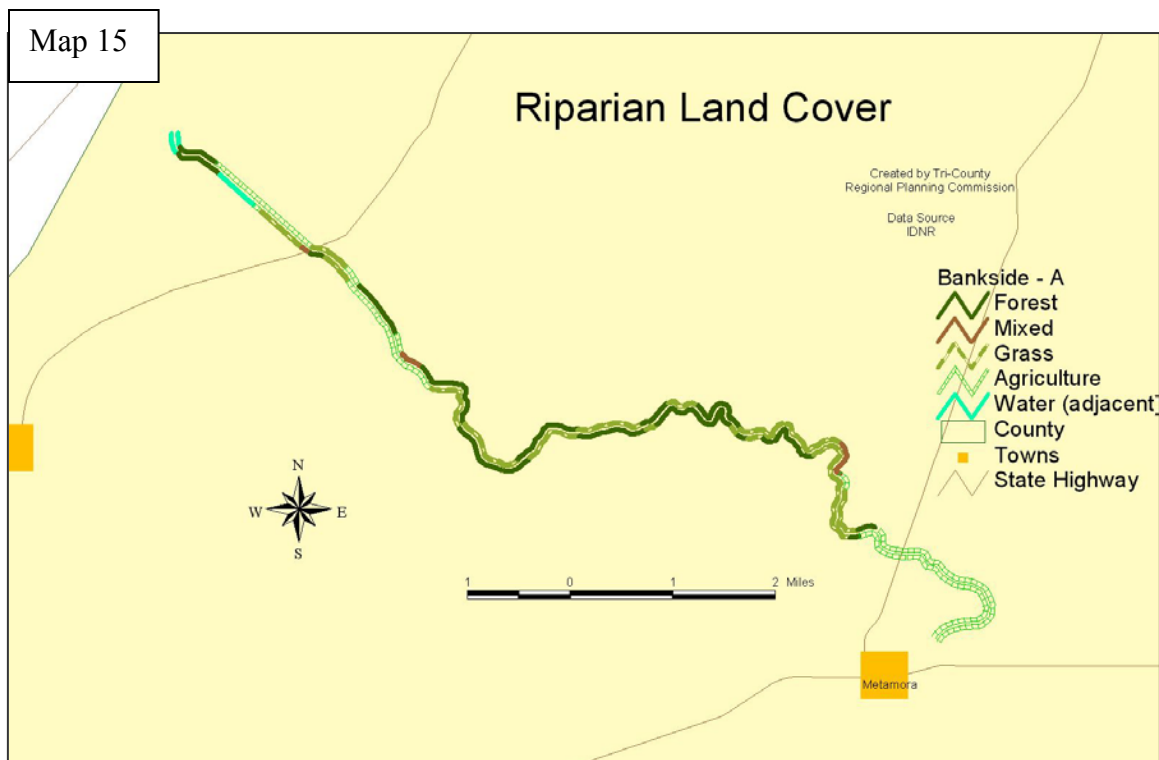 Map 15
Riparian Land Cover
Created by Tri-County
Regional Planning Commission
Data Source
IDNR
Bankside - A
Forest
Mixed
Grass
Agriculture
Water (adjacent)
County
Towns
State Highway
N
W E
S
1 0 1 2 Miles
Metamora